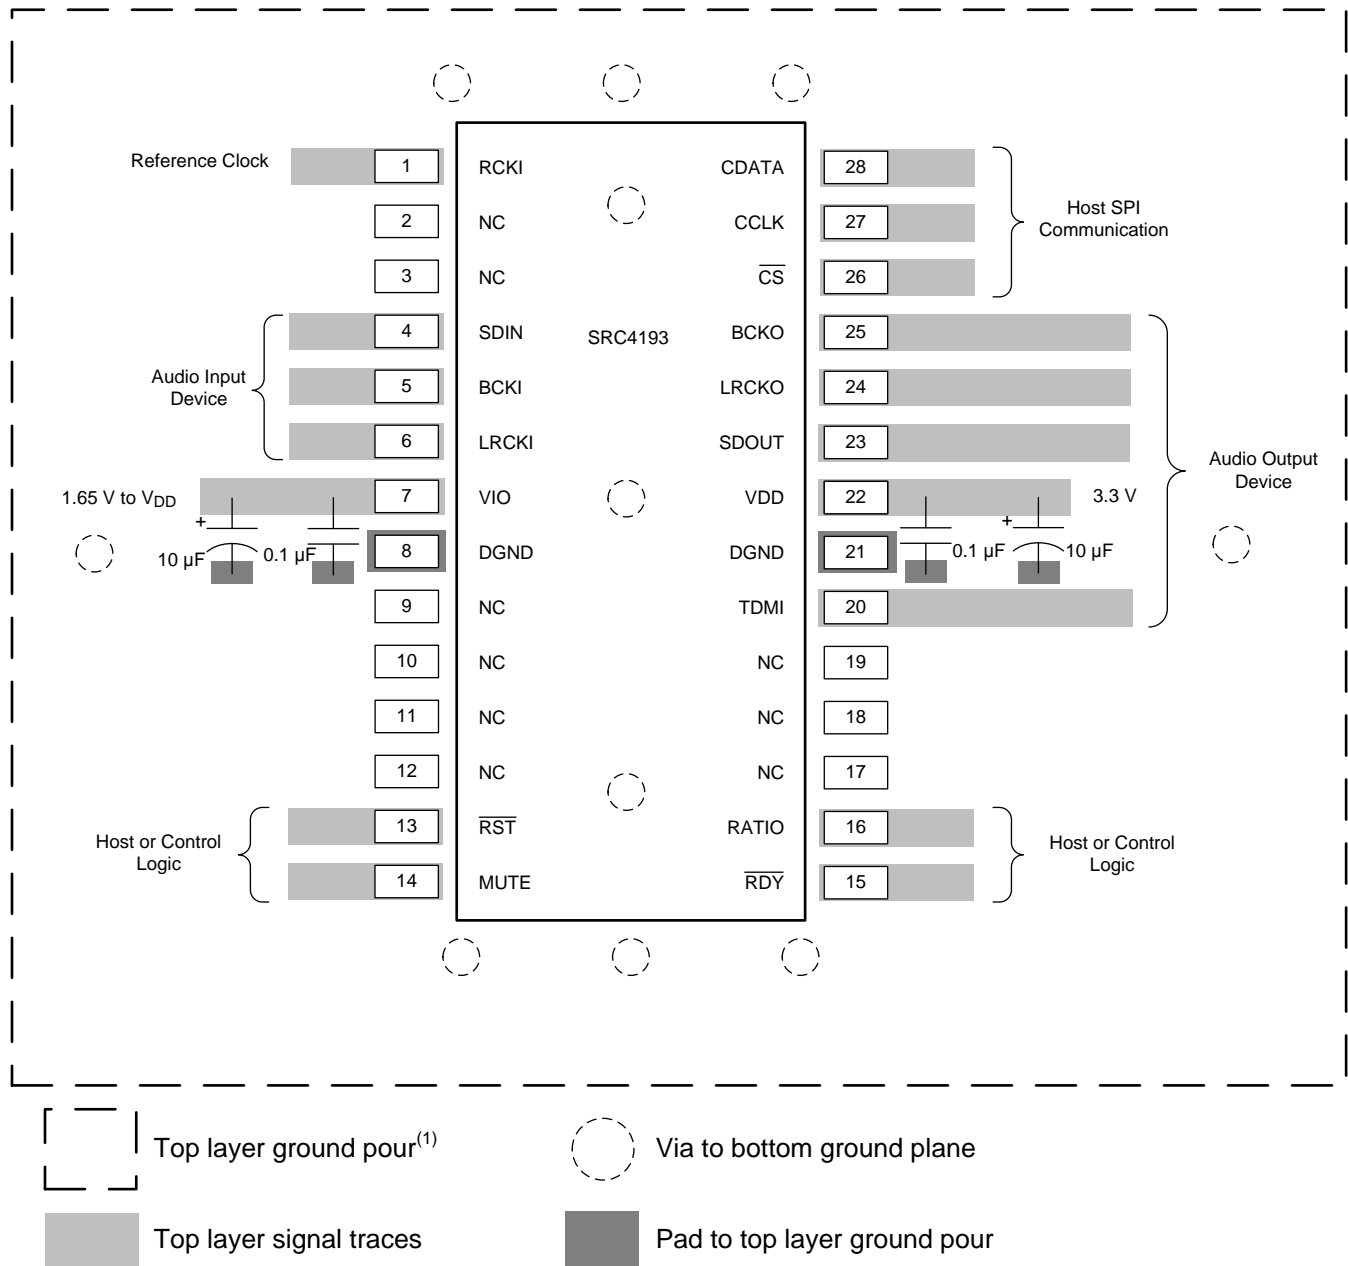 Reference Clock
1
RCKI
CDATA
28
2
NC
CCLK
27
Host SPI
Communication
3
NC
CS
26
4
SDIN
SRC4193
BCKO
25
Audio Input
Device
5
BCKI
LRCKO
24
6
LRCKI
SDOUT
23
Audio Output
Device
1.65 V to VDD
7
VIO
VDD
22
3.3 V
+
10 µF
0.1 µF
8
DGND
DGND
21
0.1 µF
+
10 µF
9
NC
TDMI
20
10
NC
NC
19
11
NC
NC
18
12
NC
NC
17
Host or Control
Logic
13
RST
RATIO
16
Host or Control
Logic
14
MUTE
RDY
15
Top layer ground pour(1)
Via to bottom ground plane
Top layer signal traces
Pad to top layer ground pour